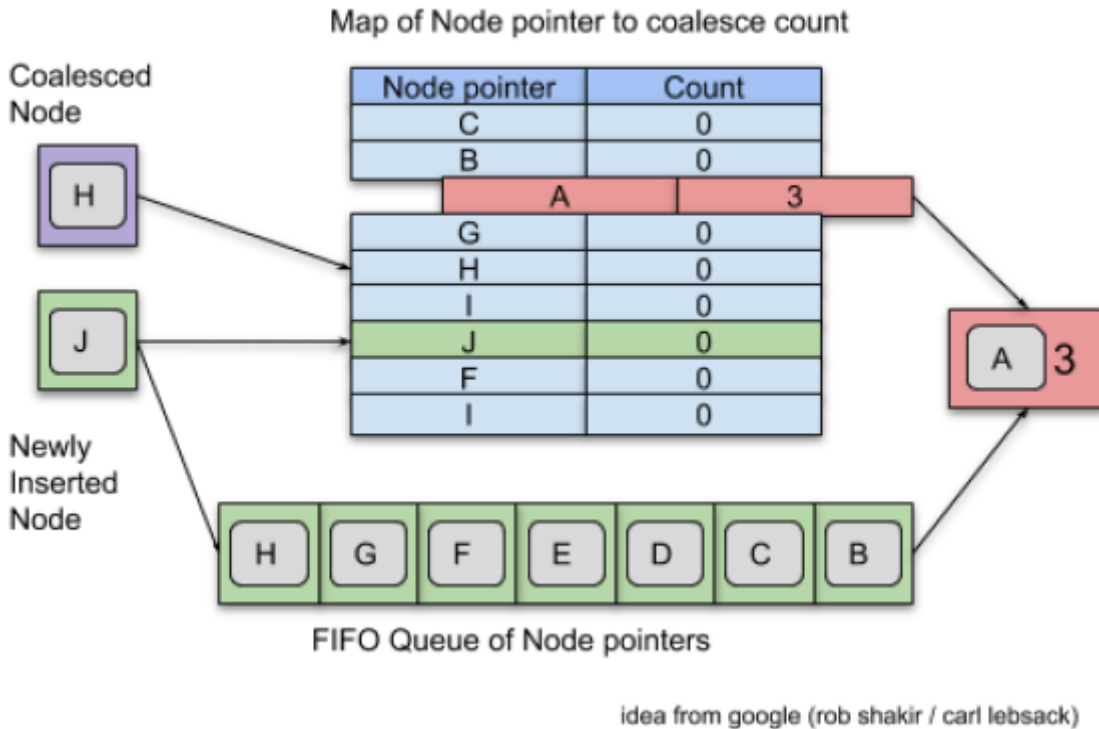 Map of Node pointer to coalesce count
Coalesced
Node
Node pointer Count
C 0
B 0
H
A 3
G 0
H 0
I 0
J
J 0
A 3
F 0
I 0
Newly
Inserted
Node
H G F E D C B
FIFO Queue of Node pointers
idea from google (rob shakir / carl lebsack)